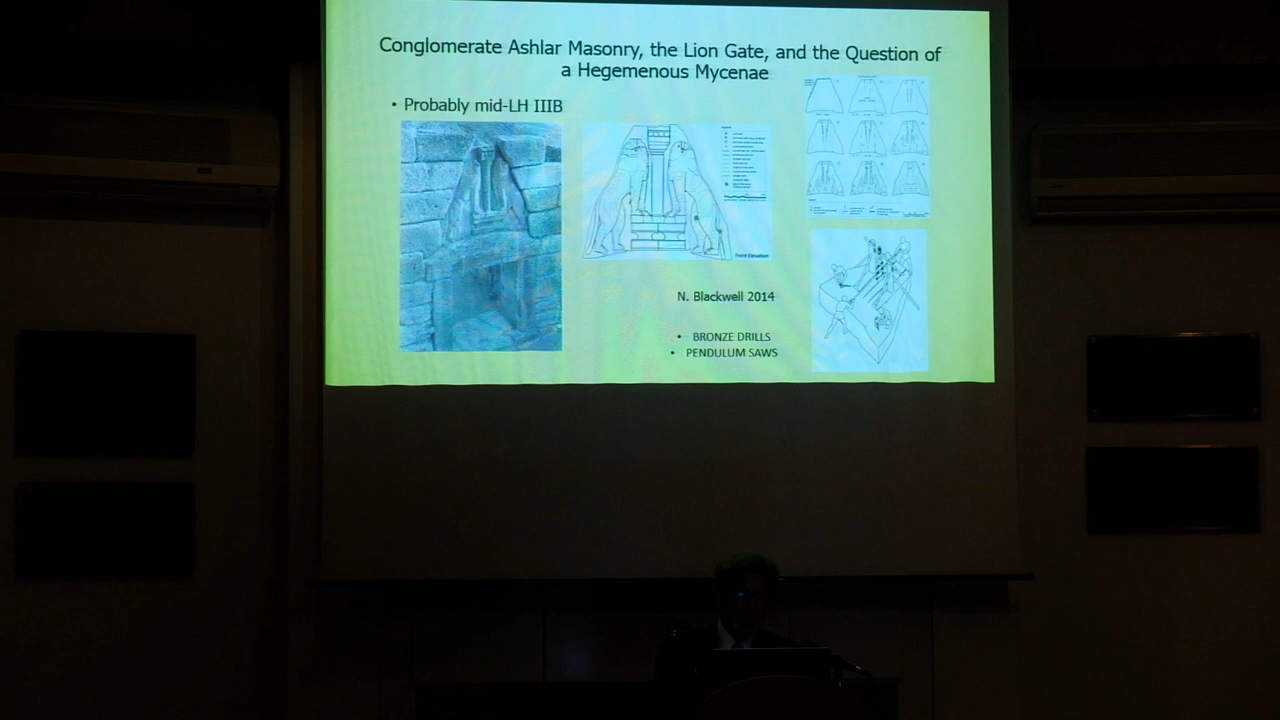 Conglomerate Ashlar Masonry, the Lion Gate, and the Question of
a Hegemenous Mycenae
• Probably mid-LH IIIB
Front Elevation
N. Blackwell 2014
• BRONZE DRILLS
• PENDULUM SAWS